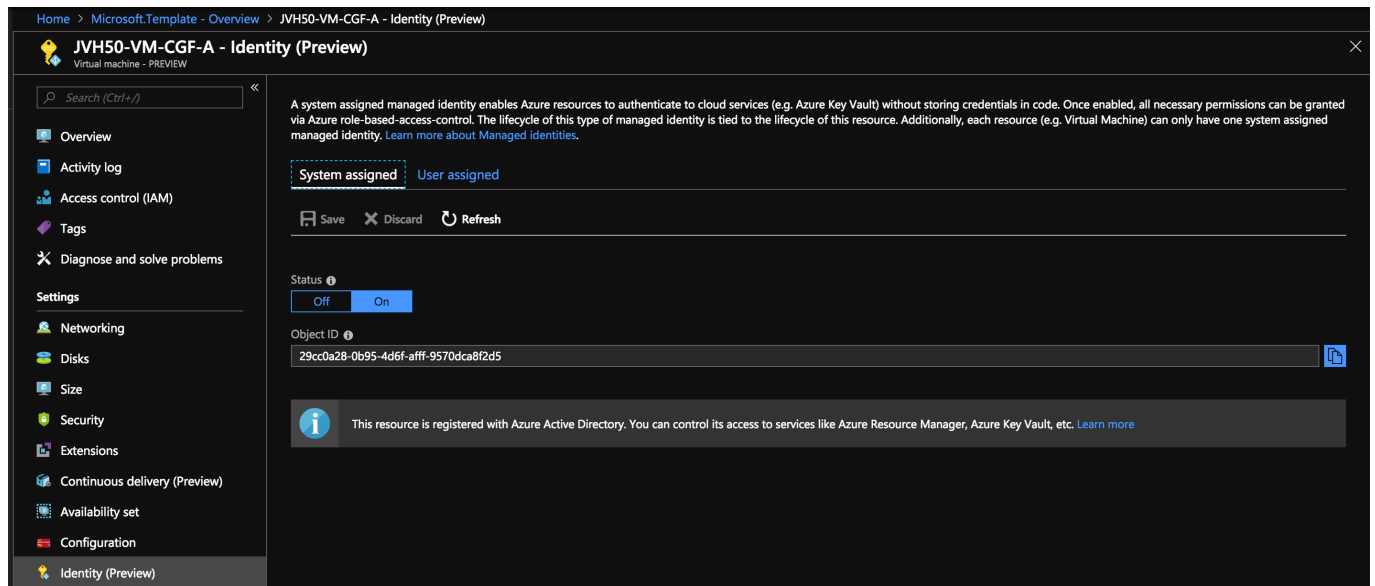 Home > Microsoft.Template - Overview > JVH50-VM-CGF-A - Identity (Preview)
JVH50-VM-CGF-A - Identity (Preview)
Virtual machine - PREVIEW
Search (Ctrl+/)
Overview
Activity log
Access control (IAM)
Tags
Diagnose and solve problems
Settings
Networking
Disks
Size
Security
Extensions
Continuous delivery (Preview)
Availability set
Configuration
Identity (Preview)
A system assigned managed identity enables Azure resources to authenticate to cloud services (e.g. Azure Key Vault) without storing credentials in code. Once enabled, all necessary permissions can be granted
via Azure role-based-access-control. The lifecycle of this type of managed identity is tied to the lifecycle of this resource. Additionally, each resource (e.g. Virtual Machine) can only have one system assigned
managed identity. Learn more about Managed identities.
System assigned User assigned
Save Discard Refresh
Status
Off On
Object ID
29cc0a28-0b95-4d6f-afff-9570dca8f2d5
This resource is registered with Azure Active Directory. You can control its access to services like Azure Resource Manager, Azure Key Vault, etc. Learn more